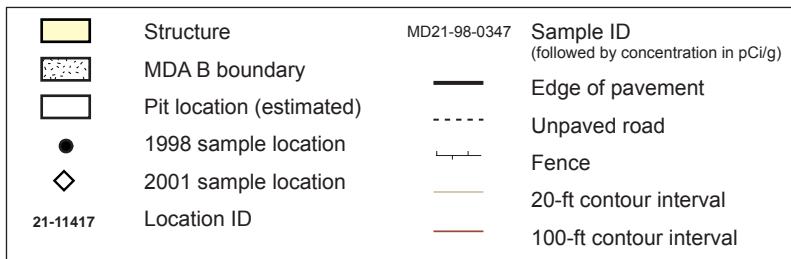 Structure
MDA B boundary
Pit location (estimated)
1998 sample location
2001 sample location
21-11417 Location ID
MD21-98-0347 Sample ID
(followed by concentration in pCi/g)
Edge of pavement
Unpaved road
Fence
20-ft contour interval
100-ft contour interval